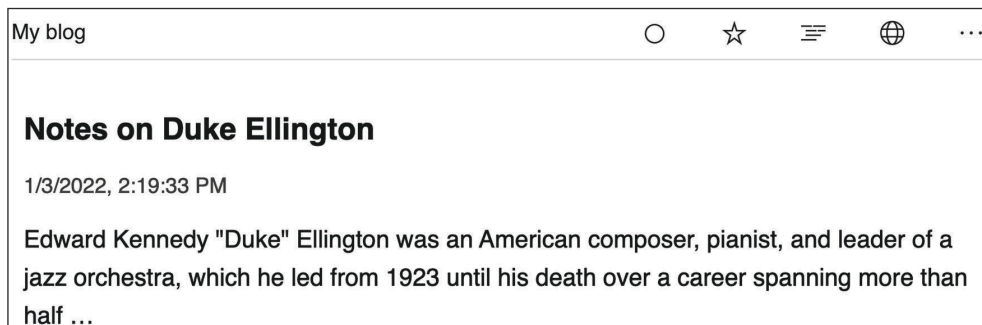 My blog
Notes on Duke Ellington
1/3/2022, 2:19:33 PM
Edward Kennedy "Duke" Ellington was an American composer, pianist, and leader of a
jazz orchestra, which he led from 1923 until his death over a career spanning more than
half …